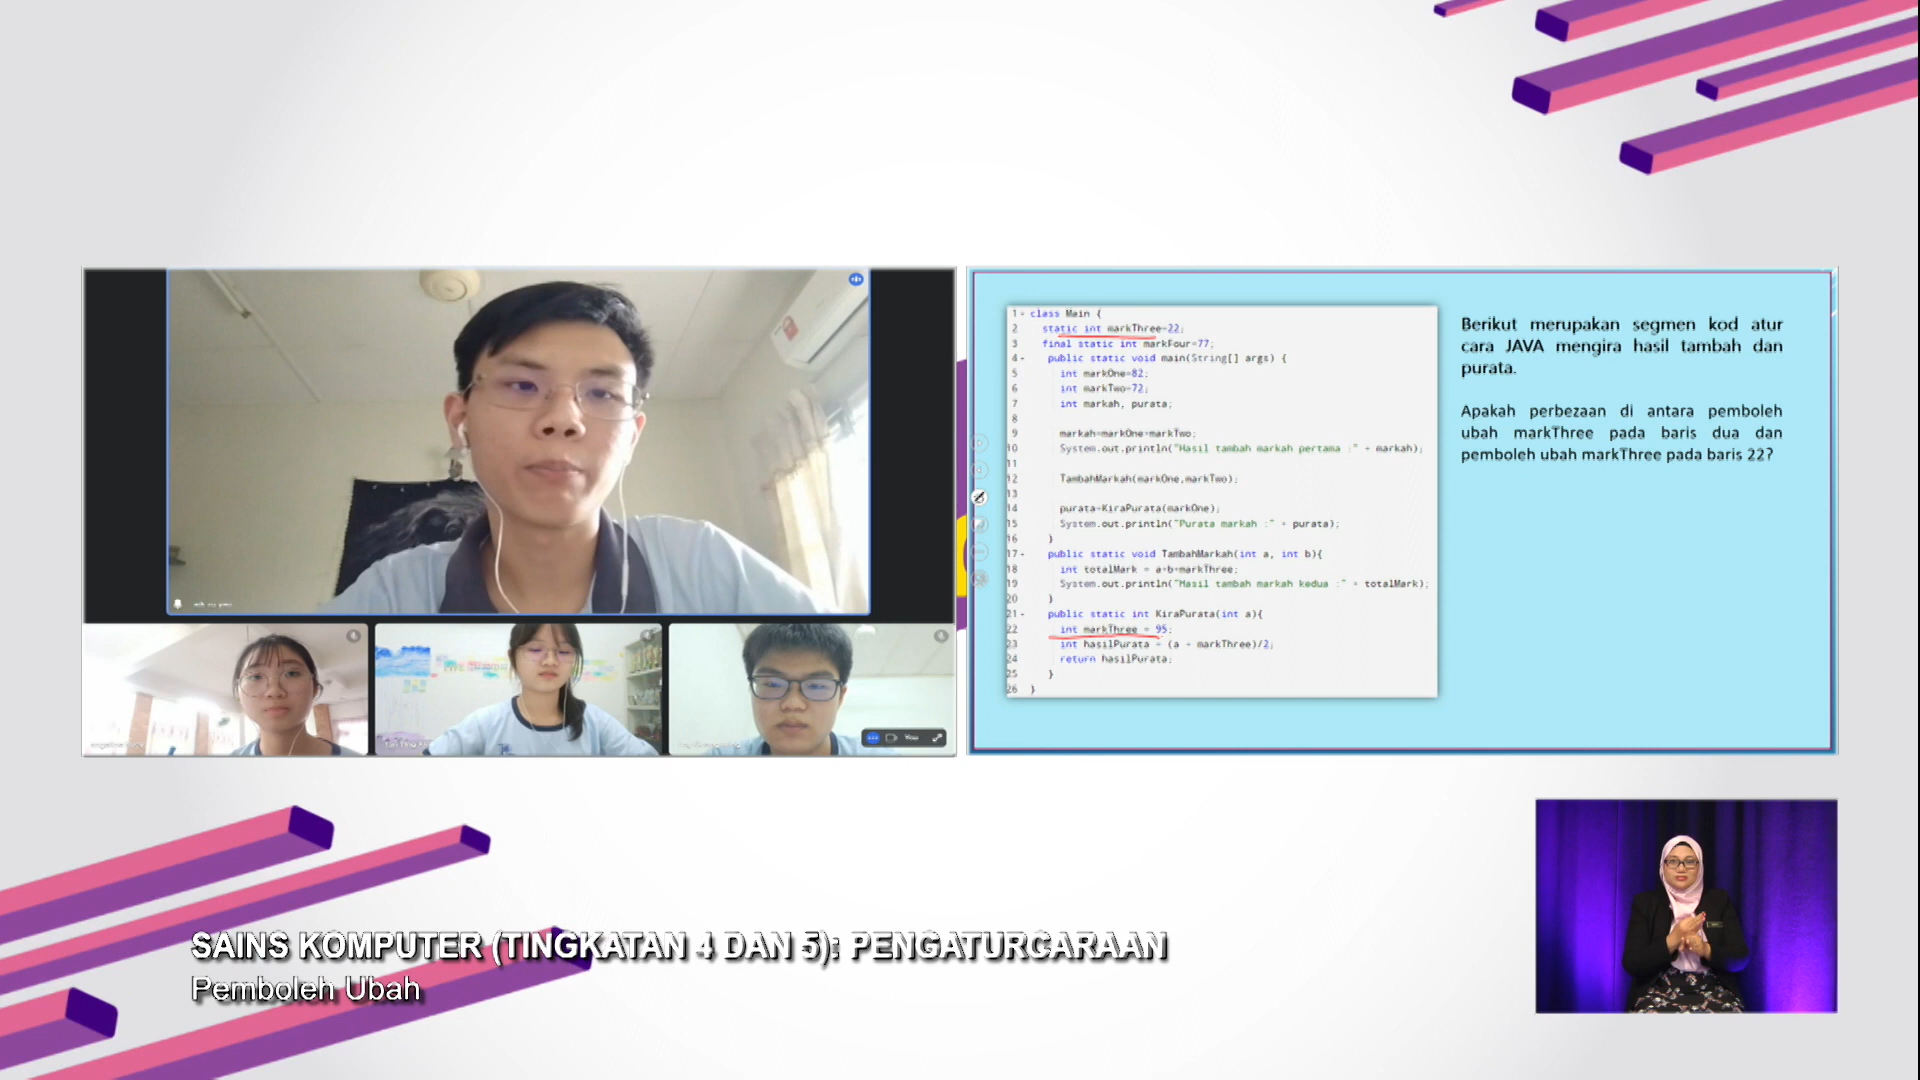 1 class Main {
2 static int markThree=22;
3 final static int markFour=77;
4 public static void main(String[] args) {
5 int markOne=82;
6 int markTwo=72;
7 int markah, purata;
8
9 markah=markOne+markTwo;
10 System.out.println("Hasil tambah markah pertama :" + markah);
11
12 TambahMarkah(markOne,markTwo);
13
14 purata=KiraPurata(markOne);
15 System.out.println("Purata markah :" + purata);
16 }
17 public static void TambahMarkah(int a, int b){
18 int totalMark = a+b+markThree;
19 System.out.println("Hasil tambah markah kedua :" + totalMark);
20 }
21 public static int KiraPurata(int a){
22 int markThree = 95;
23 int hasilPurata = (a + markThree)/2;
24 return hasilPurata;
25 }
26 }
Berikut merupakan segmen kod atur
cara JAVA mengira hasil tambah dan
purata.
Apakah perbezaan di antara pemboleh
ubah markThree pada baris dua dan
pemboleh ubah markThree pada baris 22?
You
SAINS KOMPUTER (TINGKATAN 4 DAN 5): PENGATURCARAAN
Pemboleh Ubah